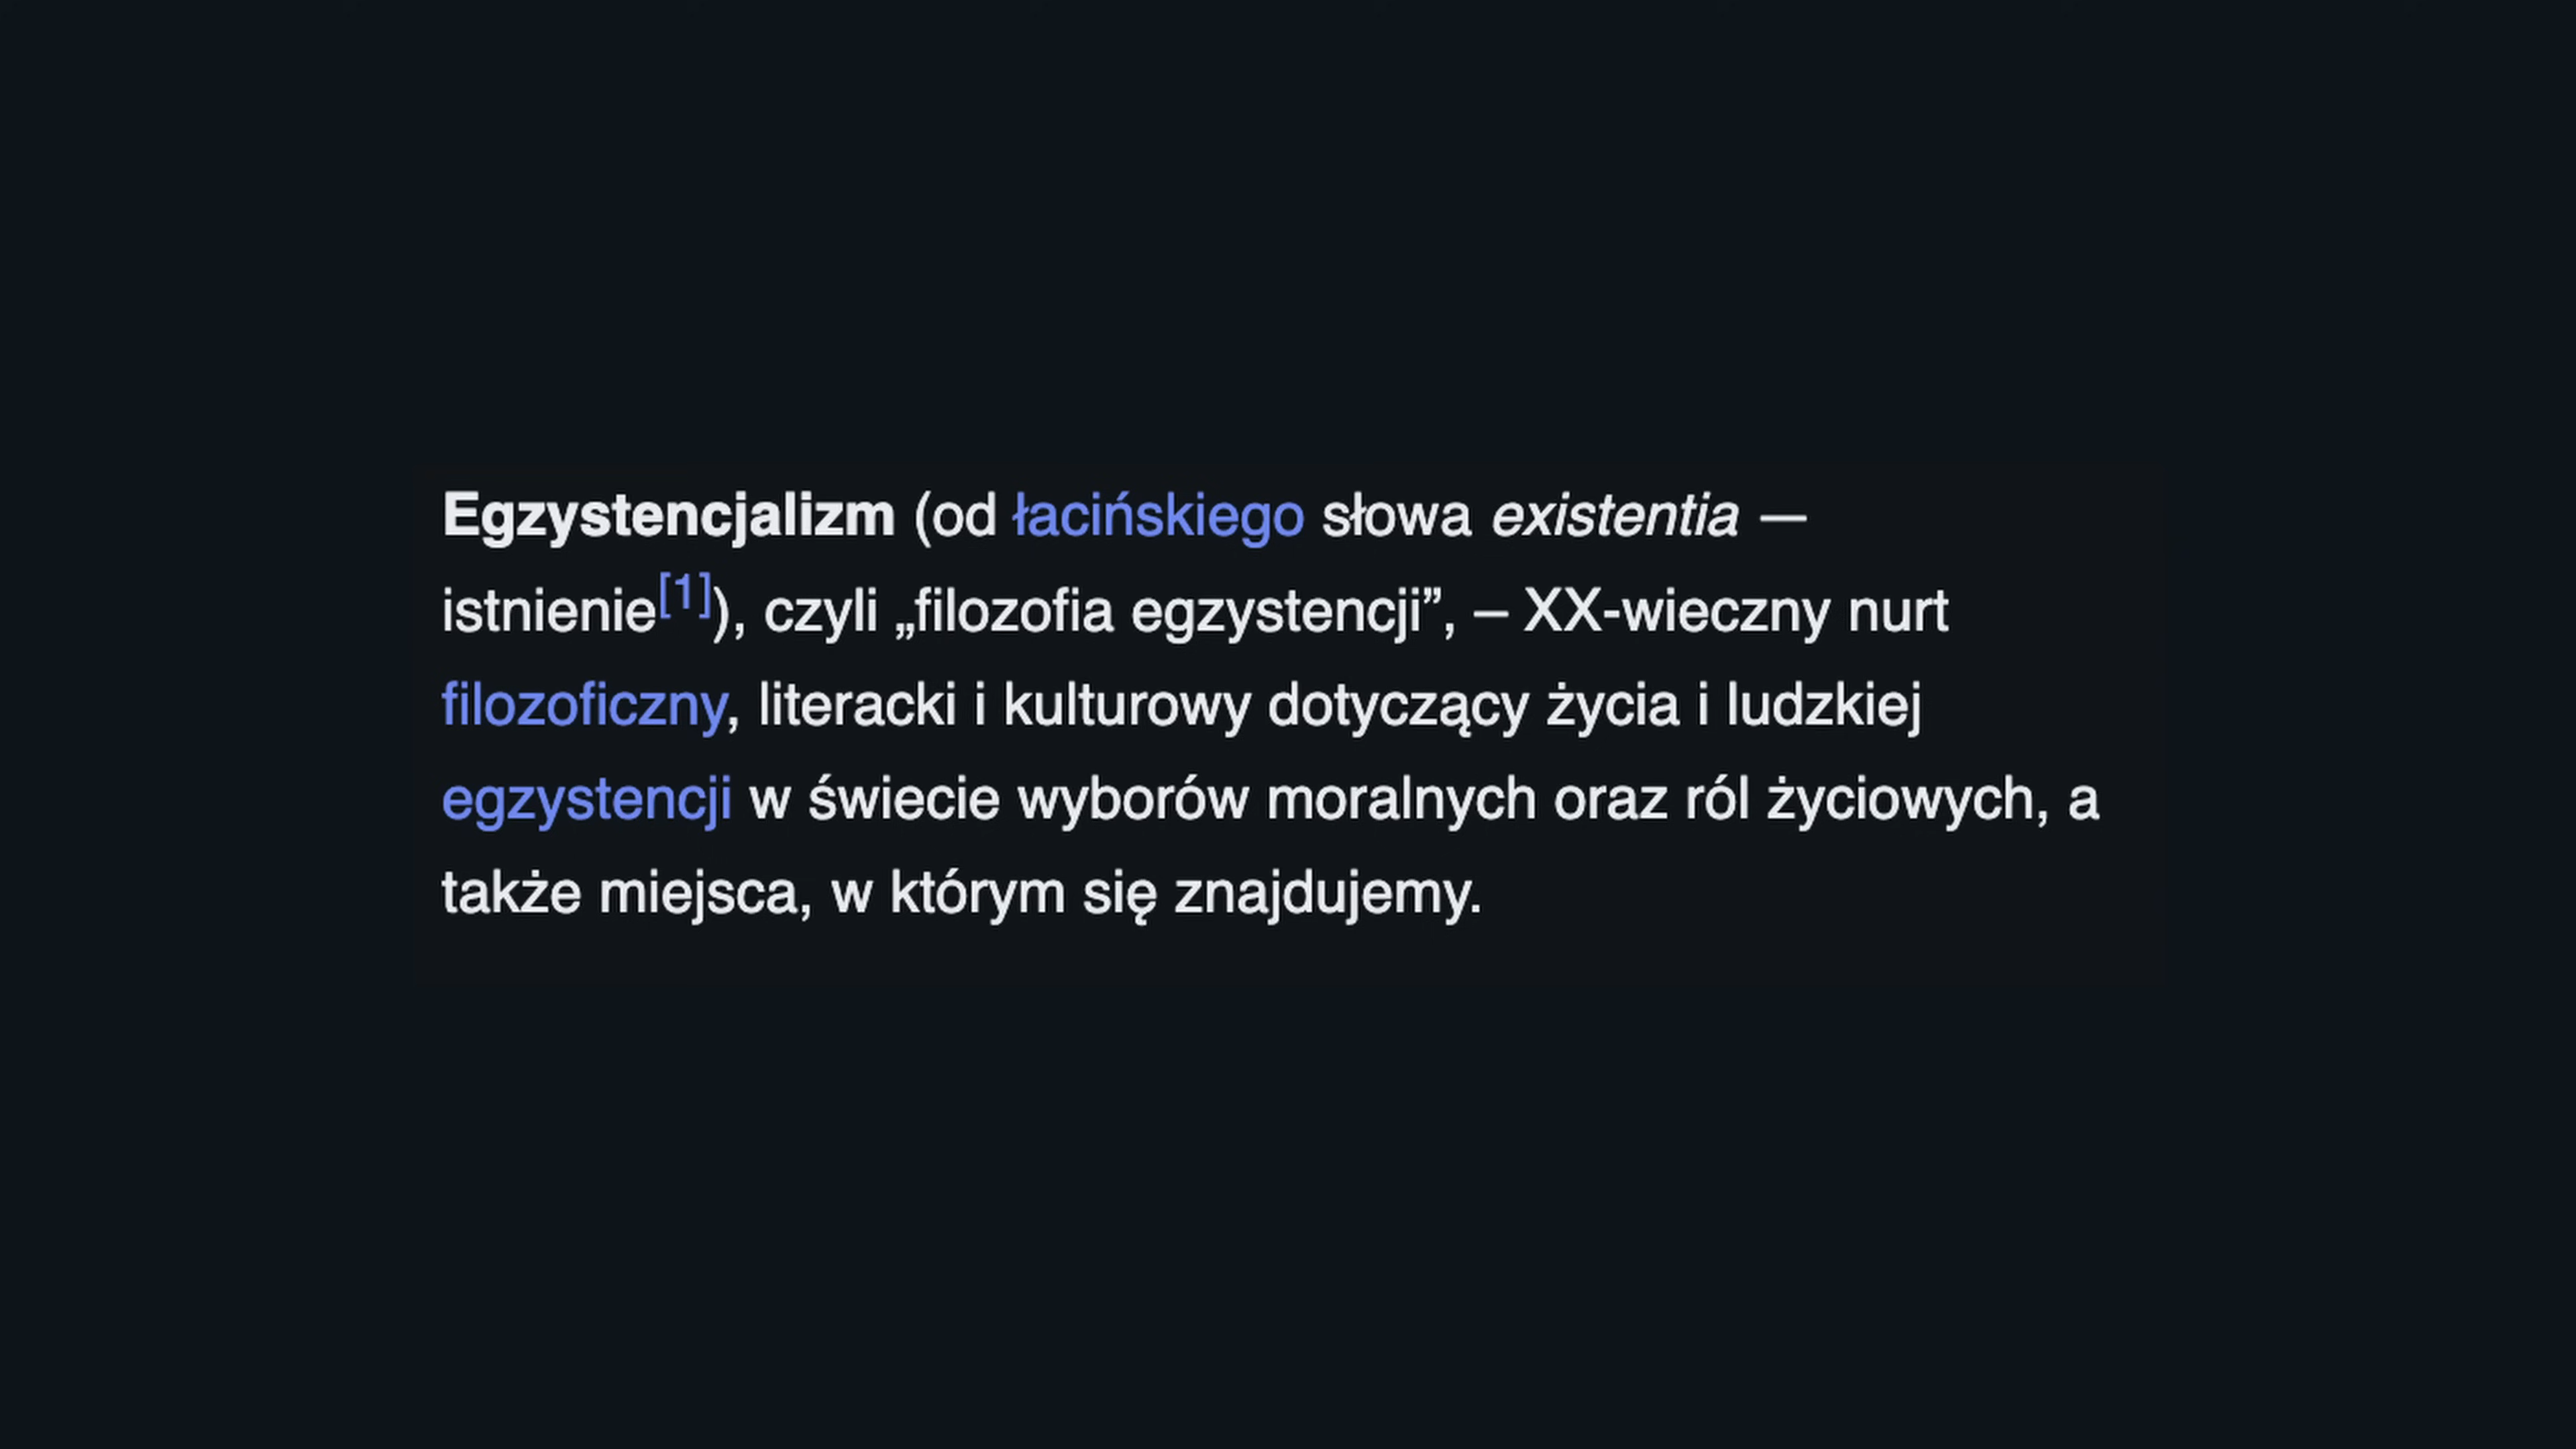 Egzystencjalizm (od łacińskiego słowa existentia —
istnienie[1]), czyli „filozofia egzystencji”, – XX-wieczny nurt
filozoficzny, literacki i kulturowy dotyczący życia i ludzkiej
egzystencji w świecie wyborów moralnych oraz ról życiowych, a
także miejsca, w którym się znajdujemy.